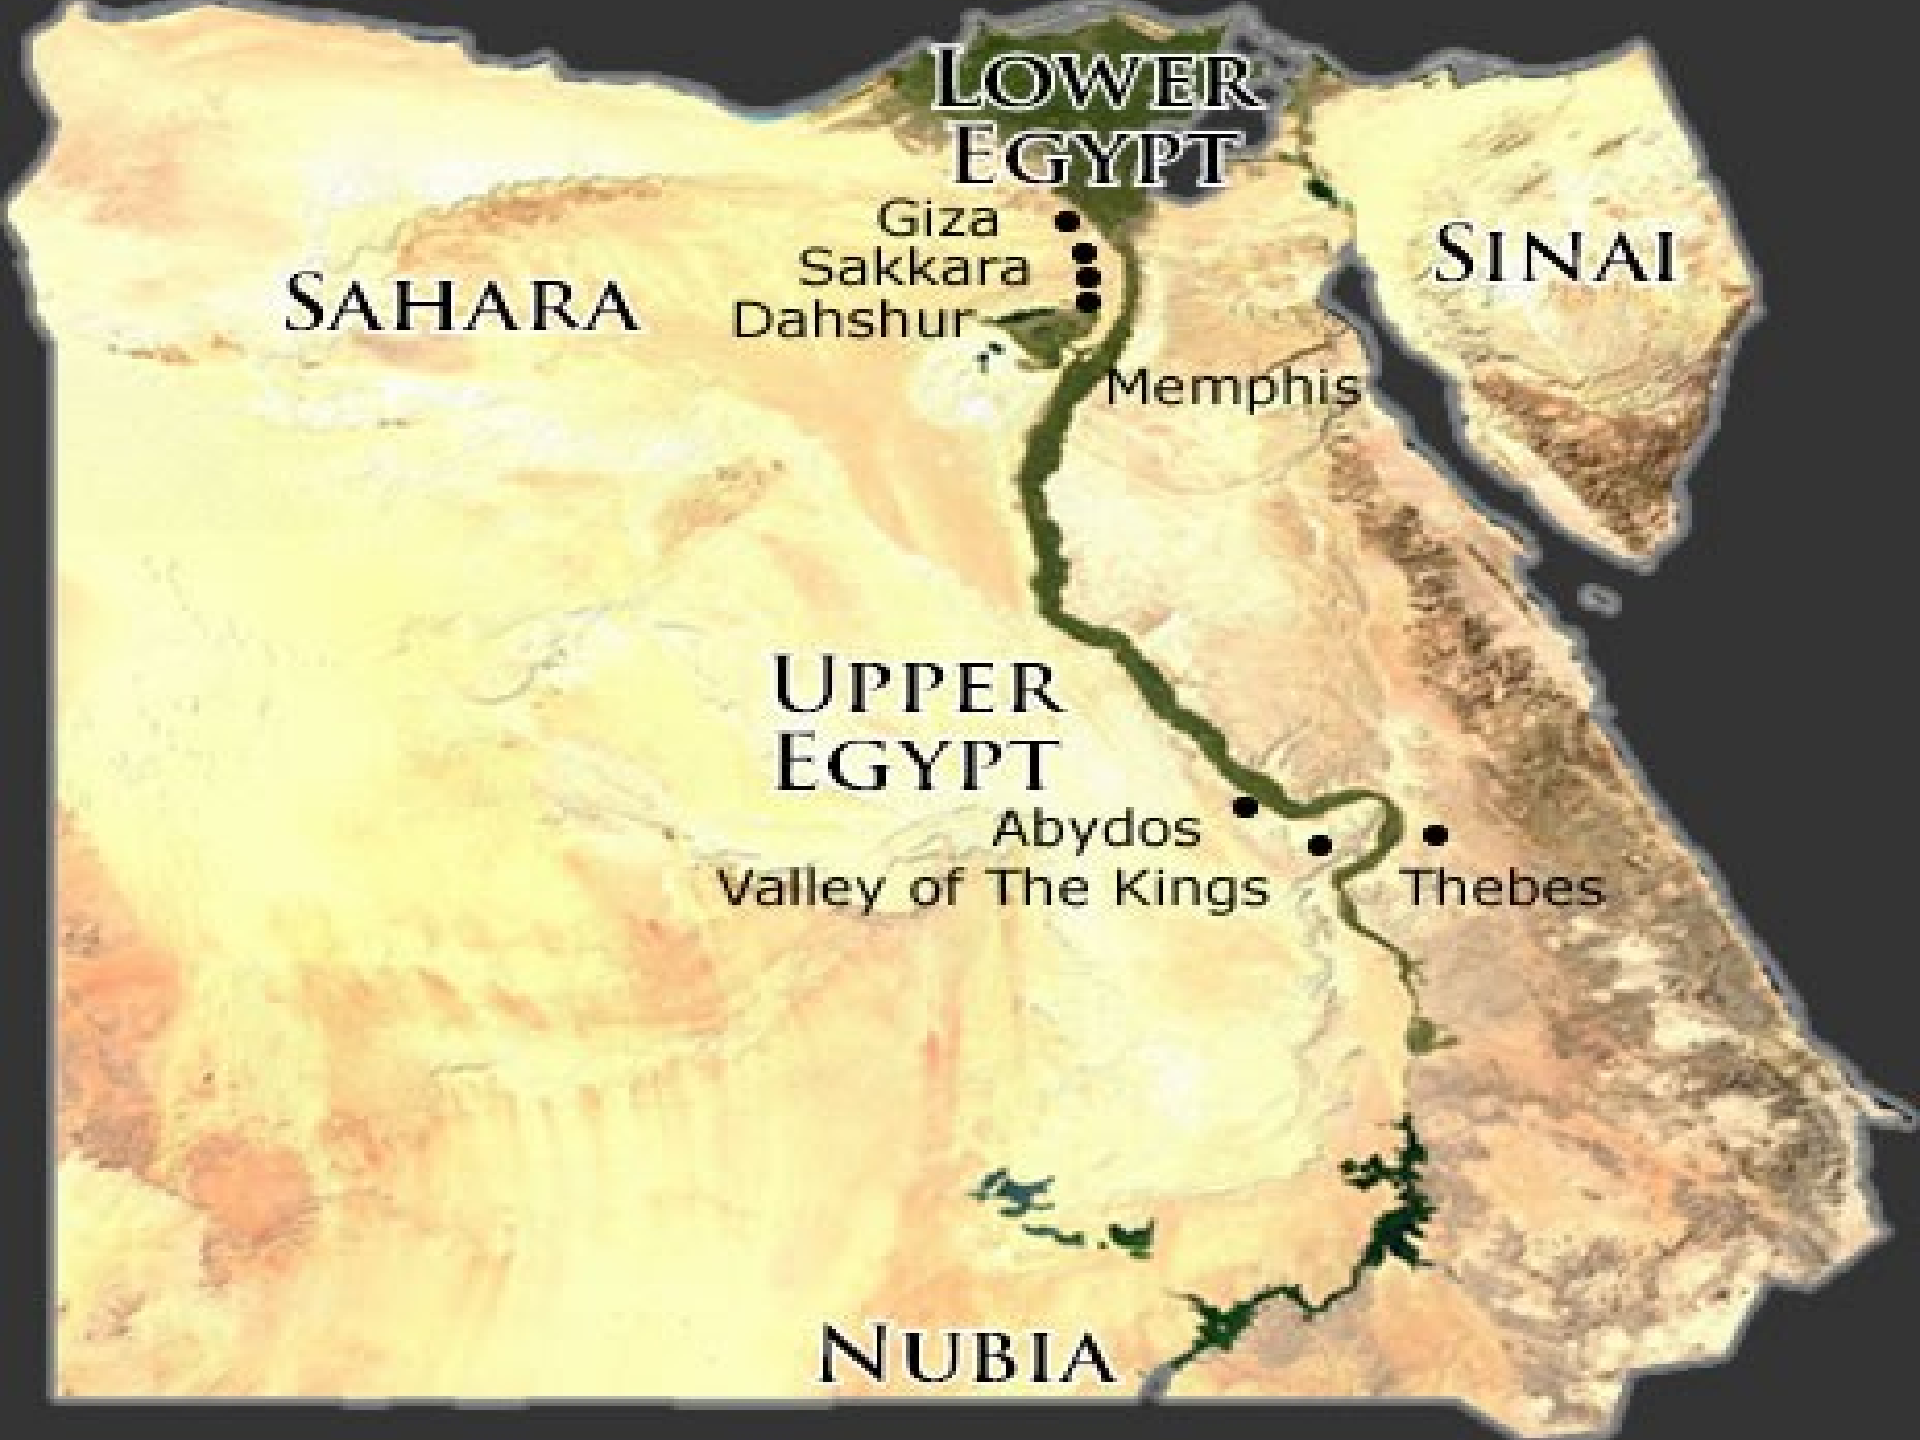 LOWER
EGYPT
Giza
Sakkara
Dahshur
SAHARA
SINAI
Memphis
UPPER
EGYPT
Abydos
Valley of The Kings
Thebes
NUBIA